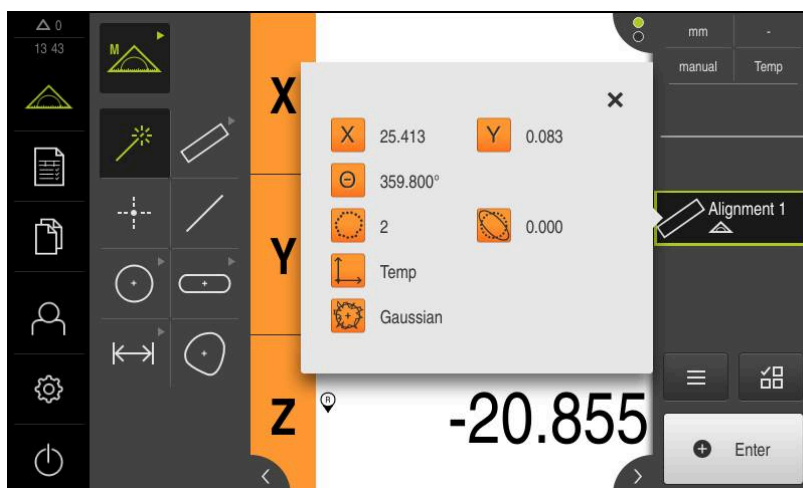 0
13 43
M
X
Y
Z
X 25.413 Y 0.083
Θ 359.800°
2 0.000
Temp
Gaussian
R
-20.855
mm -
manual Temp
Alignment 1
Enter